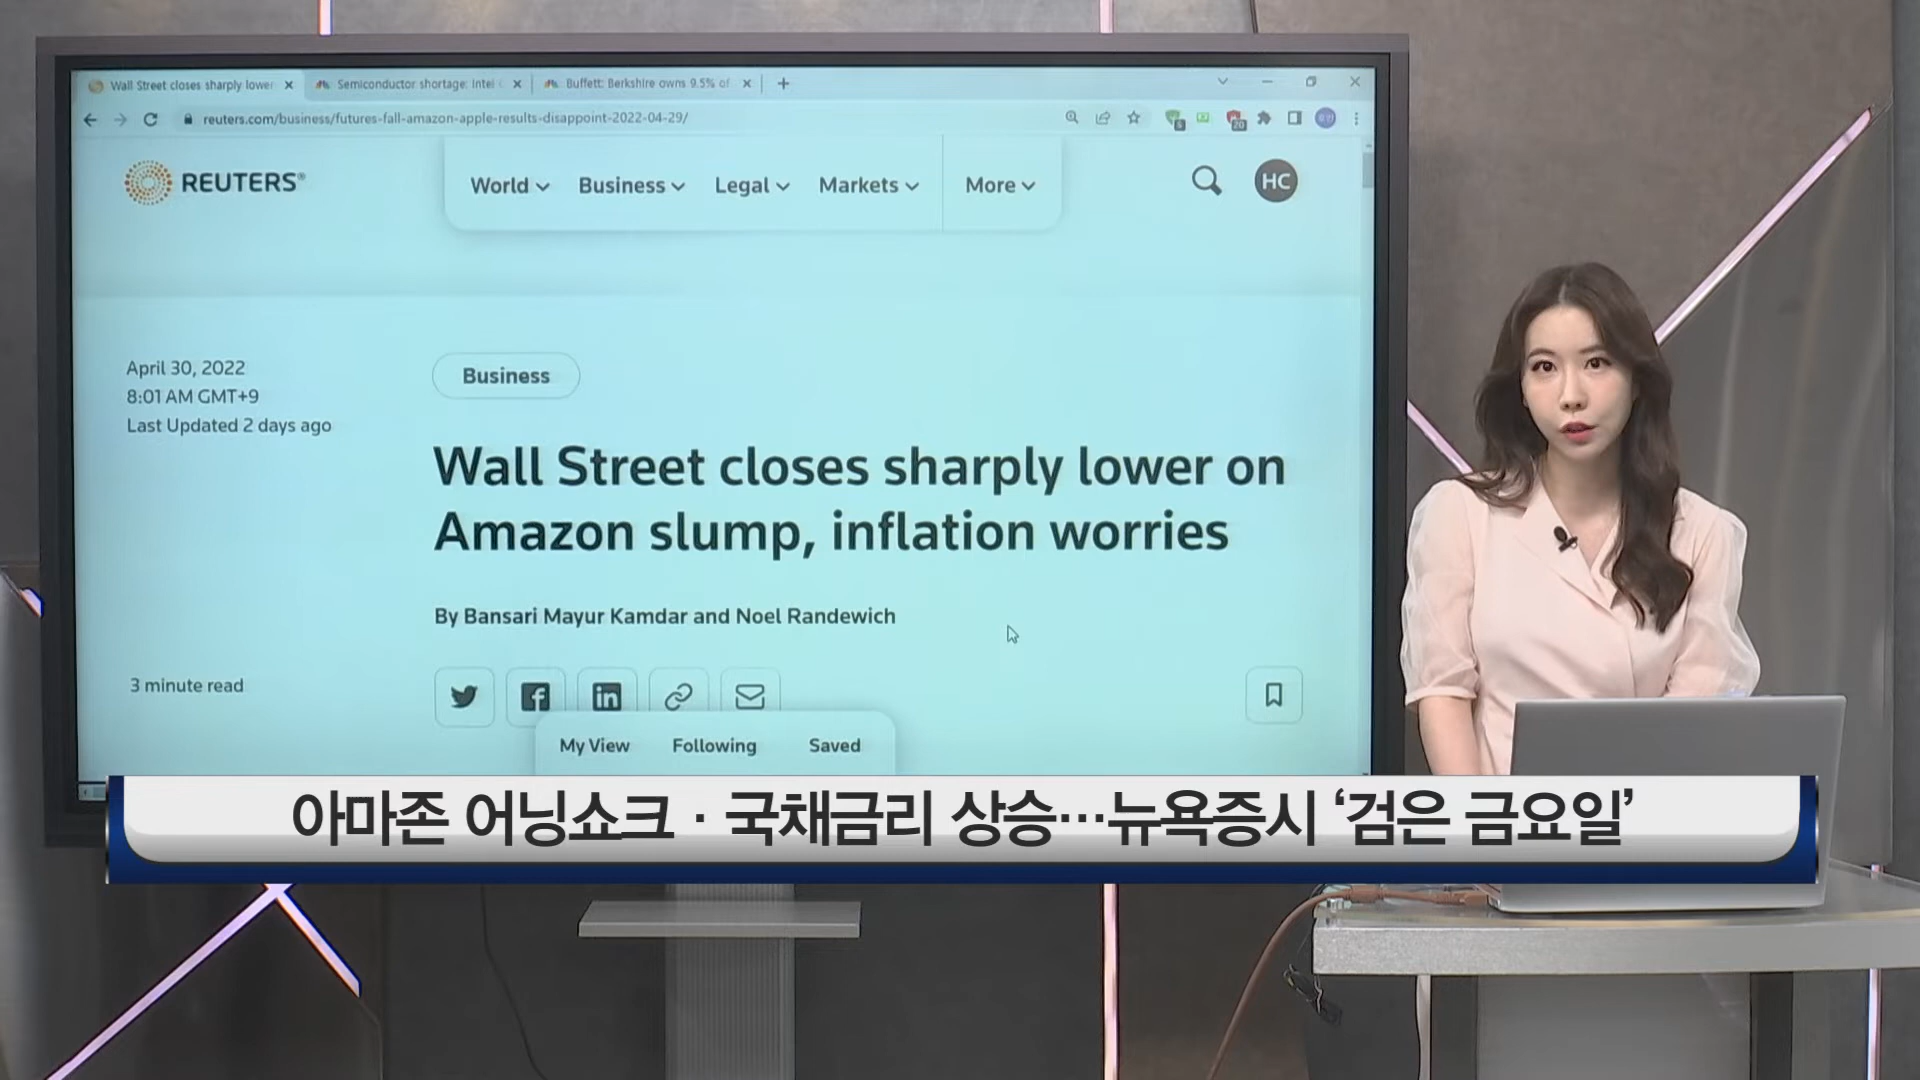 Wall Street closes sharply lower
Semiconductor shortage: Intel
Buffett: Berkshire owns 9.5% of
reuters.com/business/futures-fall-amazon-apple-results-disappoint-2022-04-29/
REUTERS®
World
Business
Legal
Markets
More
HC
April 30, 2022
8:01 AM GMT+9
Last Updated 2 days ago
Business
Wall Street closes sharply lower on
Amazon slump, inflation worries
By Bansari Mayur Kamdar and Noel Randewich
3 minute read
My View
Following
Saved
아마존 어닝쇼크 · 국채금리 상승…뉴욕증시 ‘검은 금요일’